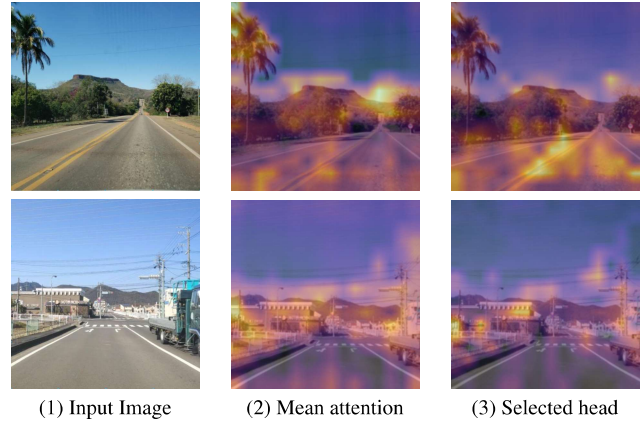 (1) Input Image
(2) Mean attention
(3) Selected head